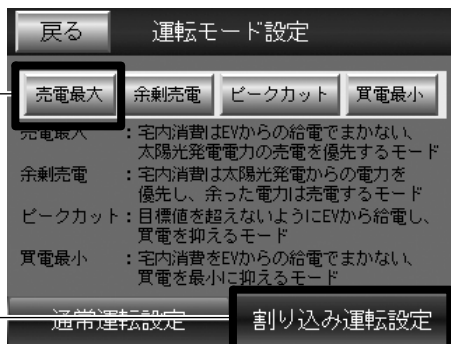 戻る 運転モード設定
売電最大 余剰売電 ピークカット 買電最小
売電最大 :宅内消費はEVからの給電でまかない、
太陽光発電電力の売電を優先するモード
余剰売電 :宅内消費は太陽光発電からの電力を
優先し、余った電力は売電するモード
ピークカット:目標値を超えないようにEVから給電し、
買電を抑えるモード
買電最小 :宅内消費をEVからの給電でまかない、
買電を最小に抑えるモード
通常運転設定 割り込み運転設定